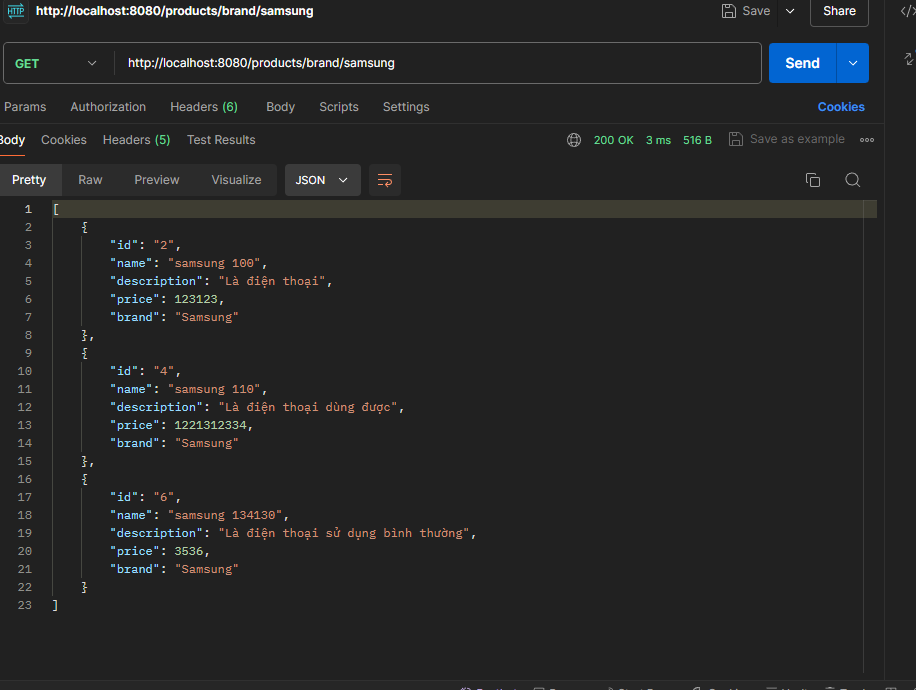 HTTP http://localhost:8080/products/brand/samsung Save Share </>
GET http://localhost:8080/products/brand/samsung Send
Params Authorization Headers (6) Body Scripts Settings Cookies
Body Cookies Headers (5) Test Results 200 OK 3 ms 516 B Save as example
Pretty Raw Preview Visualize JSON
1 [
2 {
3 "id": "2",
4 "name": "samsung 100",
5 "description": "Là điện thoại",
6 "price": 123123,
7 "brand": "Samsung"
8 },
9 {
10 "id": "4",
11 "name": "samsung 110",
12 "description": "Là điện thoại dùng được",
13 "price": 1221312334,
14 "brand": "Samsung"
15 },
16 {
17 "id": "6",
18 "name": "samsung 134130",
19 "description": "Là điện thoại sử dụng bình thường",
20 "price": 3536,
21 "brand": "Samsung"
22 }
23 ]